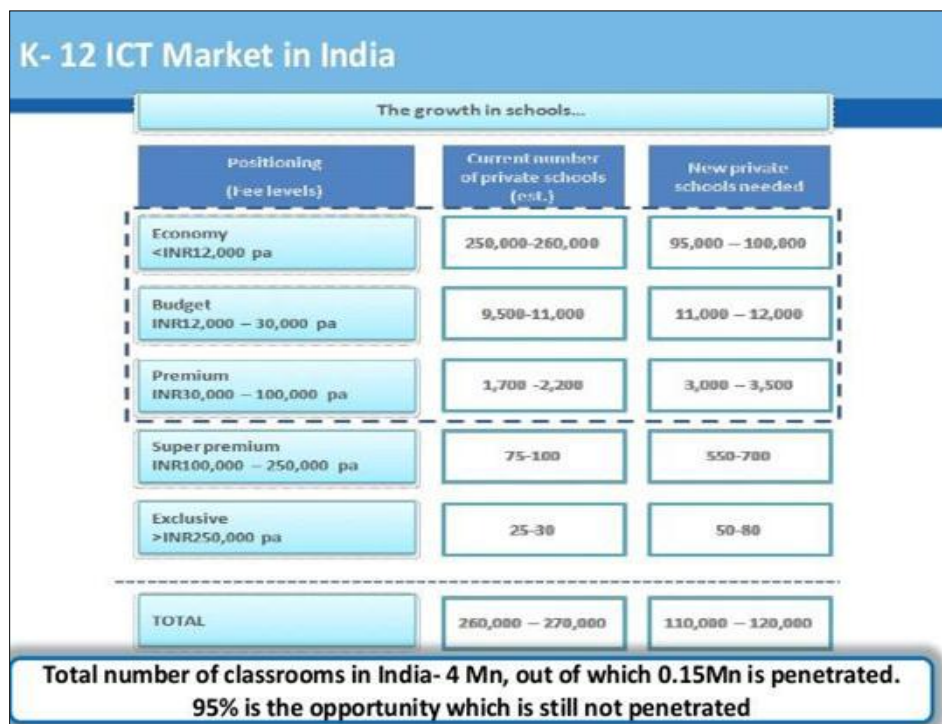 K- 12 ICT Market in India
The growth in schools...
Positioning
(Fee levels)
Current number
of private schools
(est.)
New private
schools needed
Economy
<INR12,000 pa
250,000-260,000
95,000 – 100,000
Budget
INR12,000 – 30,000 pa
9,500-11,000
11,000 – 12,000
Premium
INR30,000 – 100,000 pa
1,700 -2,200
3,000 – 3,500
Super premium
INR100,000 – 250,000 pa
75-100
550-700
Exclusive
>INR250,000 pa
25-30
50-80
TOTAL
260,000 – 270,000
110,000 – 120,000
Total number of classrooms in India- 4 Mn, out of which 0.15Mn is penetrated.
95% is the opportunity which is still not penetrated